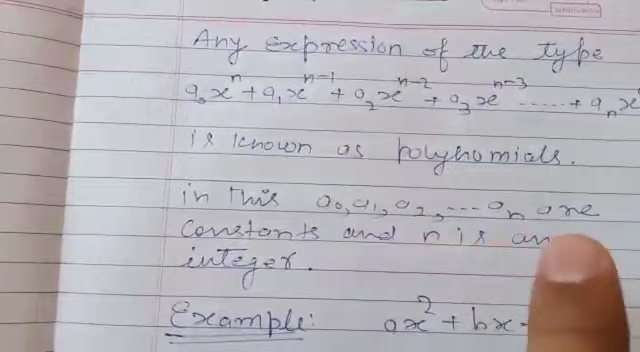 Any expression of the type
a₀xⁿ + a₁xⁿ⁻¹ + a₂xⁿ⁻² + a₃xⁿ⁻³ ...... + aₙx
is known as polynomials.
in this a₀, a₁, a₂, ... aₙ are
constants and n is an
integer.
Example: ax² + bx